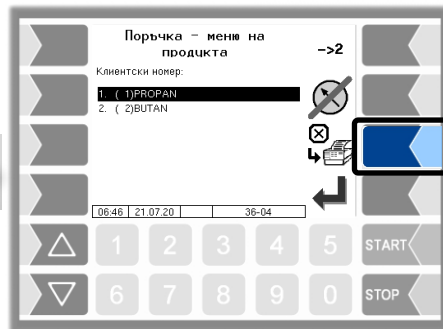 Поръчка - меню на
продукта
->2
Клиентски номер:
1. ( 1)PROPAN
2. ( 2)BUTAN
06:46 21.07.20 36-04
1 2 3 4 5 START
6 7 8 9 0 STOP